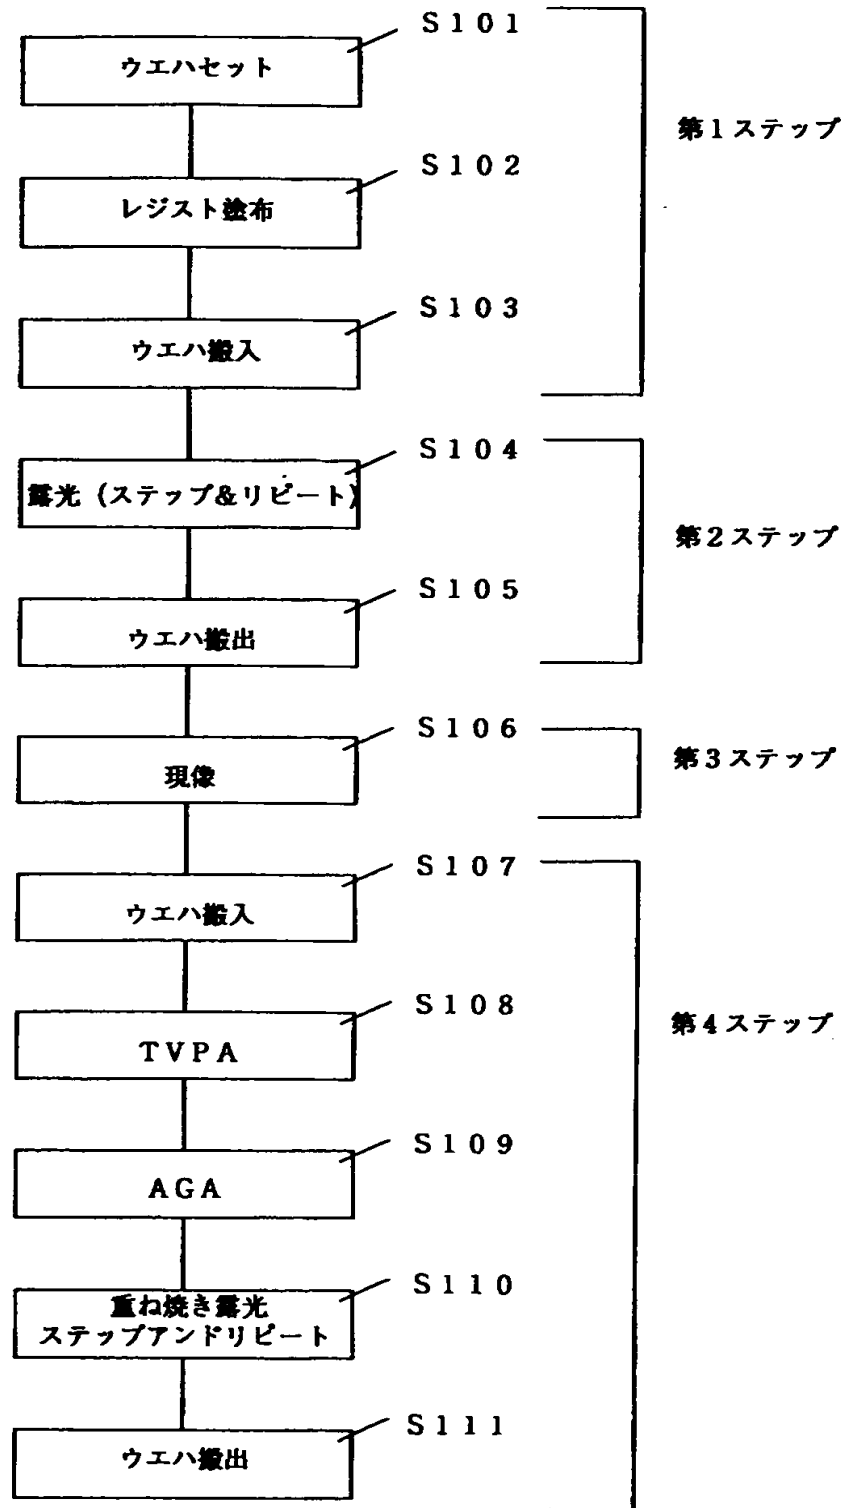 S101
ウエハセット
第1ステップ
S102
レジスト塗布
S103
ウエハ搬入
S104
露光(ステップ&リピート)
第2ステップ
S105
ウエハ搬出
S106
現像
第3ステップ
S107
ウエハ搬入
S108
TVPA
第4ステップ
S109
AGA
S110
重ね焼き露光
ステップアンドリピート
S111
ウエハ搬出